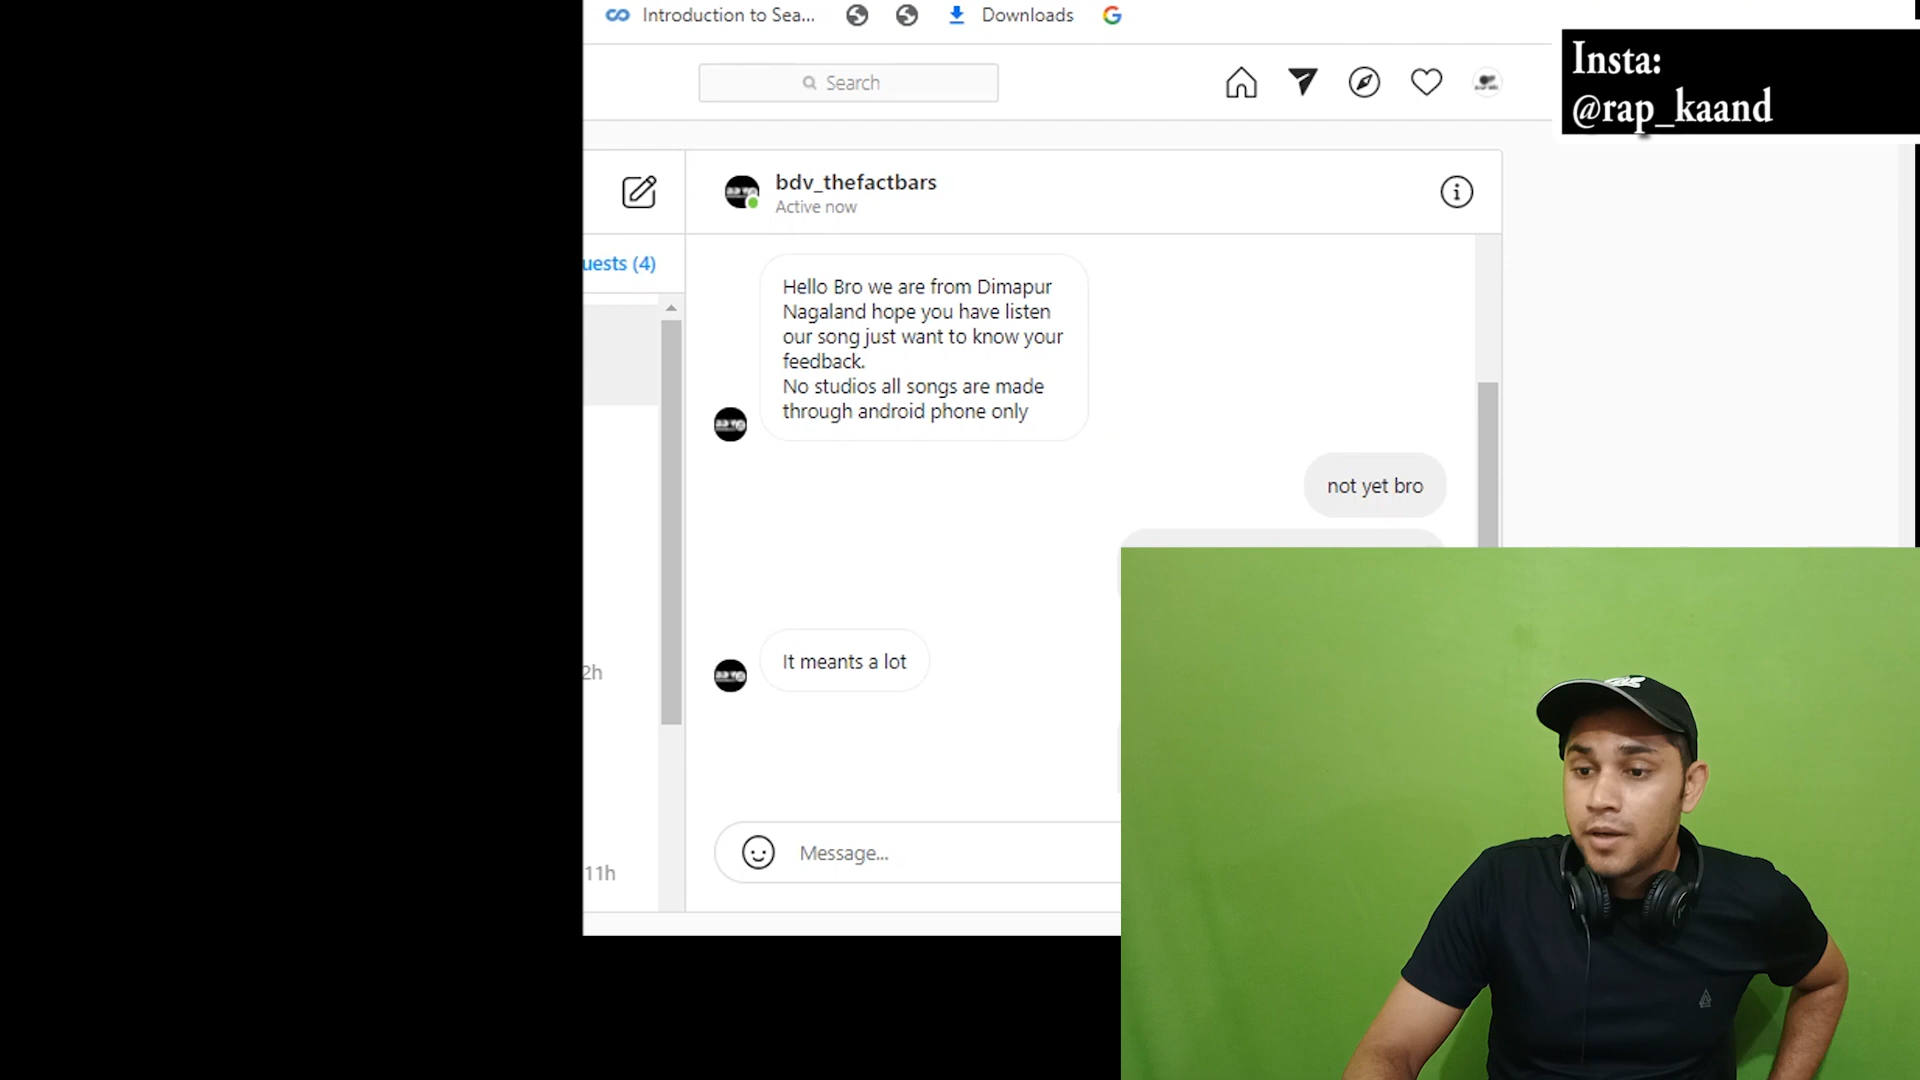 Introduction to Sea...
Downloads
Insta:
@rap_kaand
Search
bdv_thefactbars
Active now
uests (4)
Hello Bro we are from Dimapur
Nagaland hope you have listen
our song just want to know your
feedback.
No studios all songs are made
through android phone only
not yet bro
It meants a lot
2h
Message...
11h